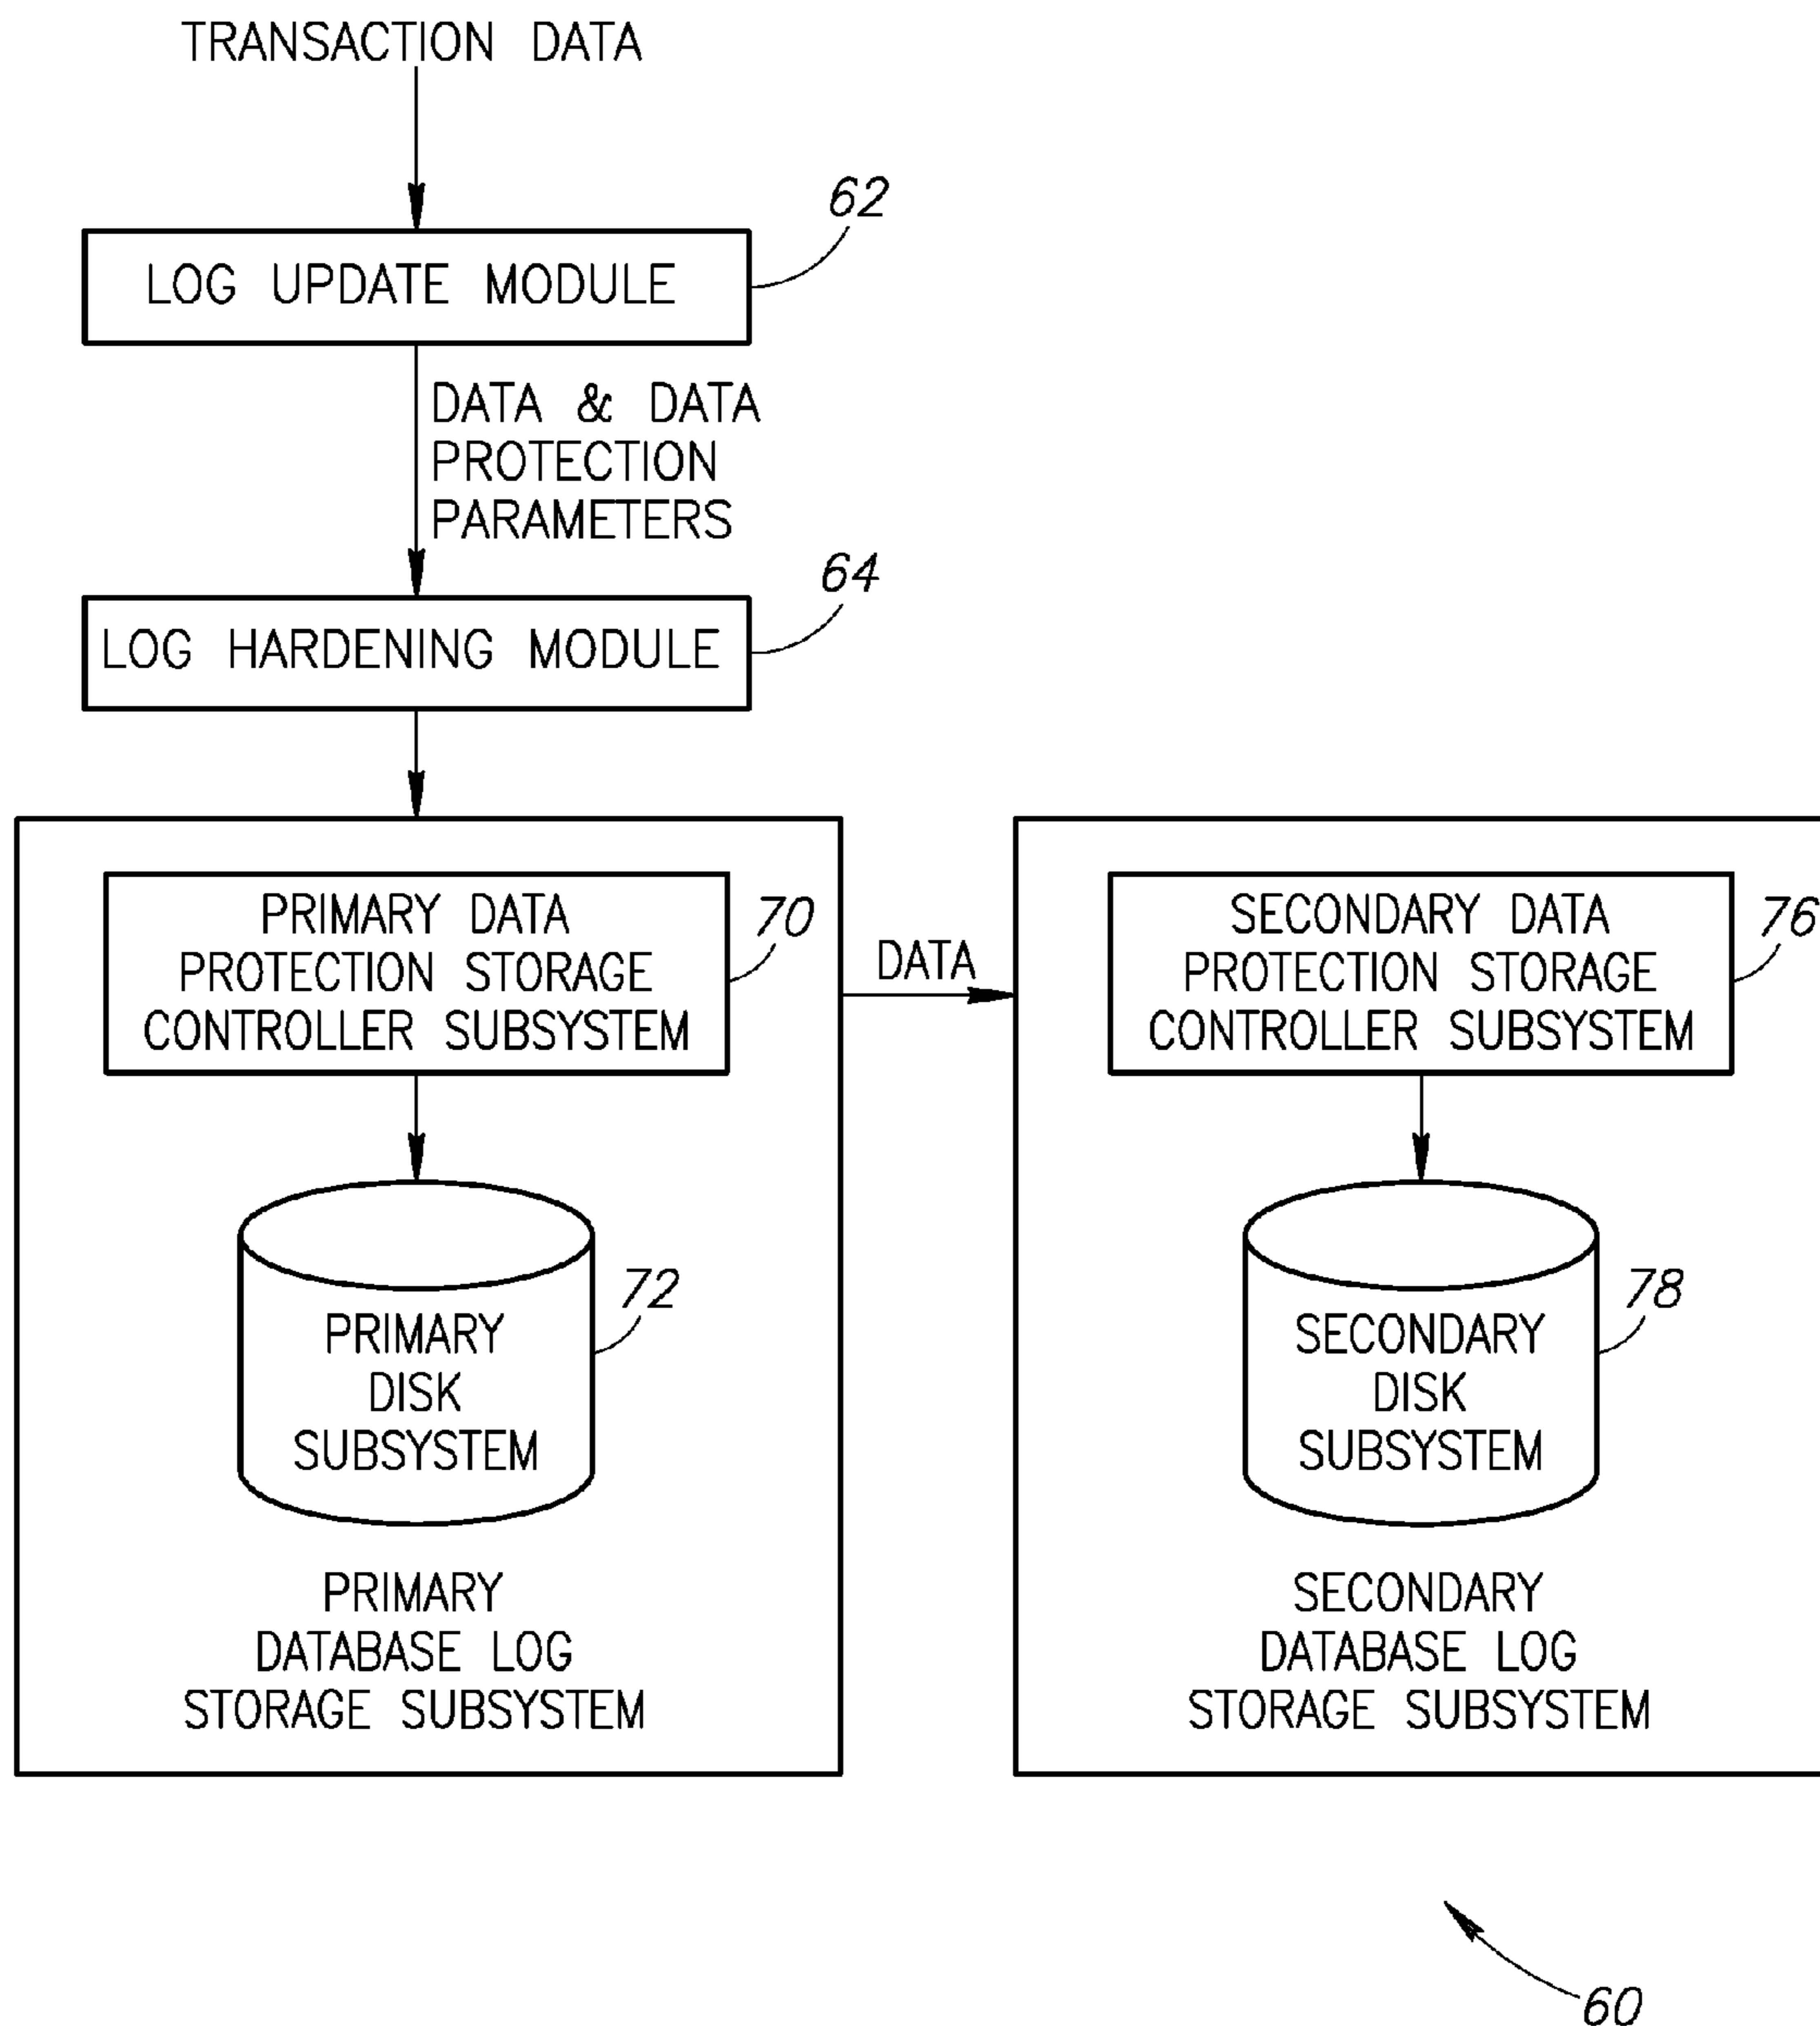 TRANSACTION DATA
62
LOG UPDATE MODULE
DATA & DATA
PROTECTION
PARAMETERS
64
LOG HARDENING MODULE
PRIMARY DATA
PROTECTION STORAGE
CONTROLLER SUBSYSTEM
70
DATA
SECONDARY DATA
PROTECTION STORAGE
CONTROLLER SUBSYSTEM
76
PRIMARY
DISK
SUBSYSTEM
72
SECONDARY
DISK
SUBSYSTEM
78
PRIMARY
DATABASE LOG
STORAGE SUBSYSTEM
SECONDARY
DATABASE LOG
STORAGE SUBSYSTEM
60